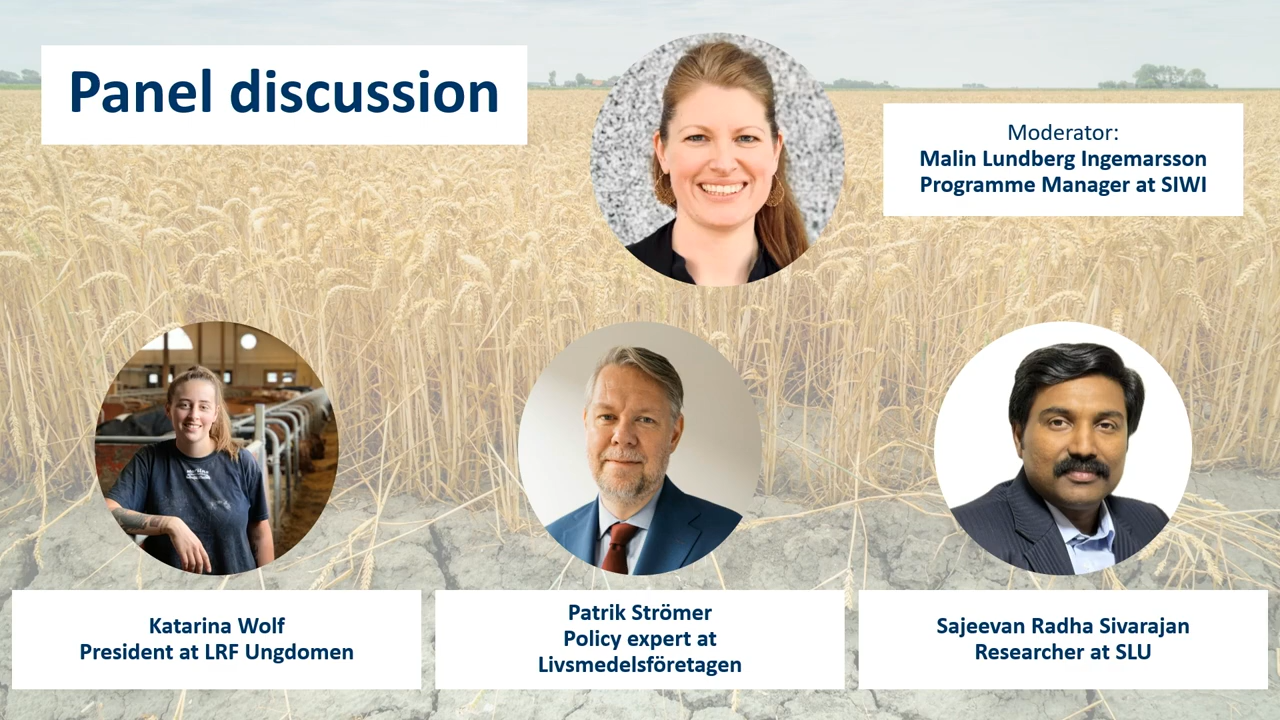 Panel discussion
Moderator:
Malin Lundberg Ingemarsson
Programme Manager at SIWI
Katarina Wolf
President at LRF Ungdomen
Patrik Strömer
Policy expert at
Livsmedelsföretagen
Sajeevan Radha Sivarajan
Researcher at SLU